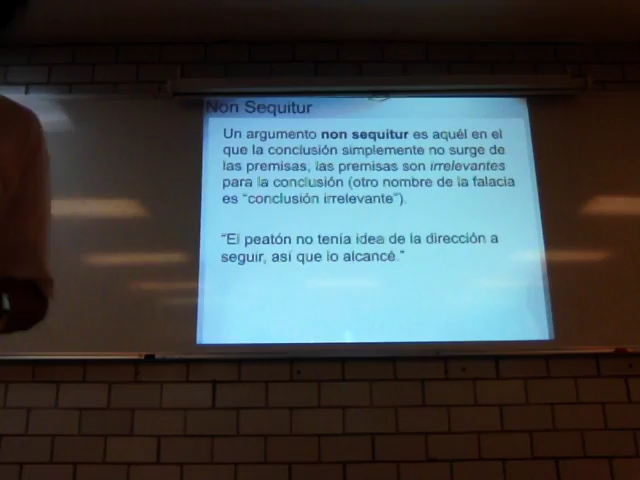 Non Sequitur
Un argumento non sequitur es aquél en el
que la conclusión simplemente no surge de
las premisas; las premisas son irrelevantes
para la conclusión (otro nombre de la falacia
es “conclusión irrelevante”).
“El peatón no tenía idea de la dirección a
seguir, así que lo alcancé.”